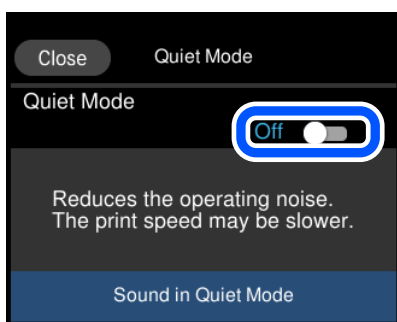 Close
Quiet Mode
Quiet Mode
Off
Reduces the operating noise.
The print speed may be slower.
Sound in Quiet Mode